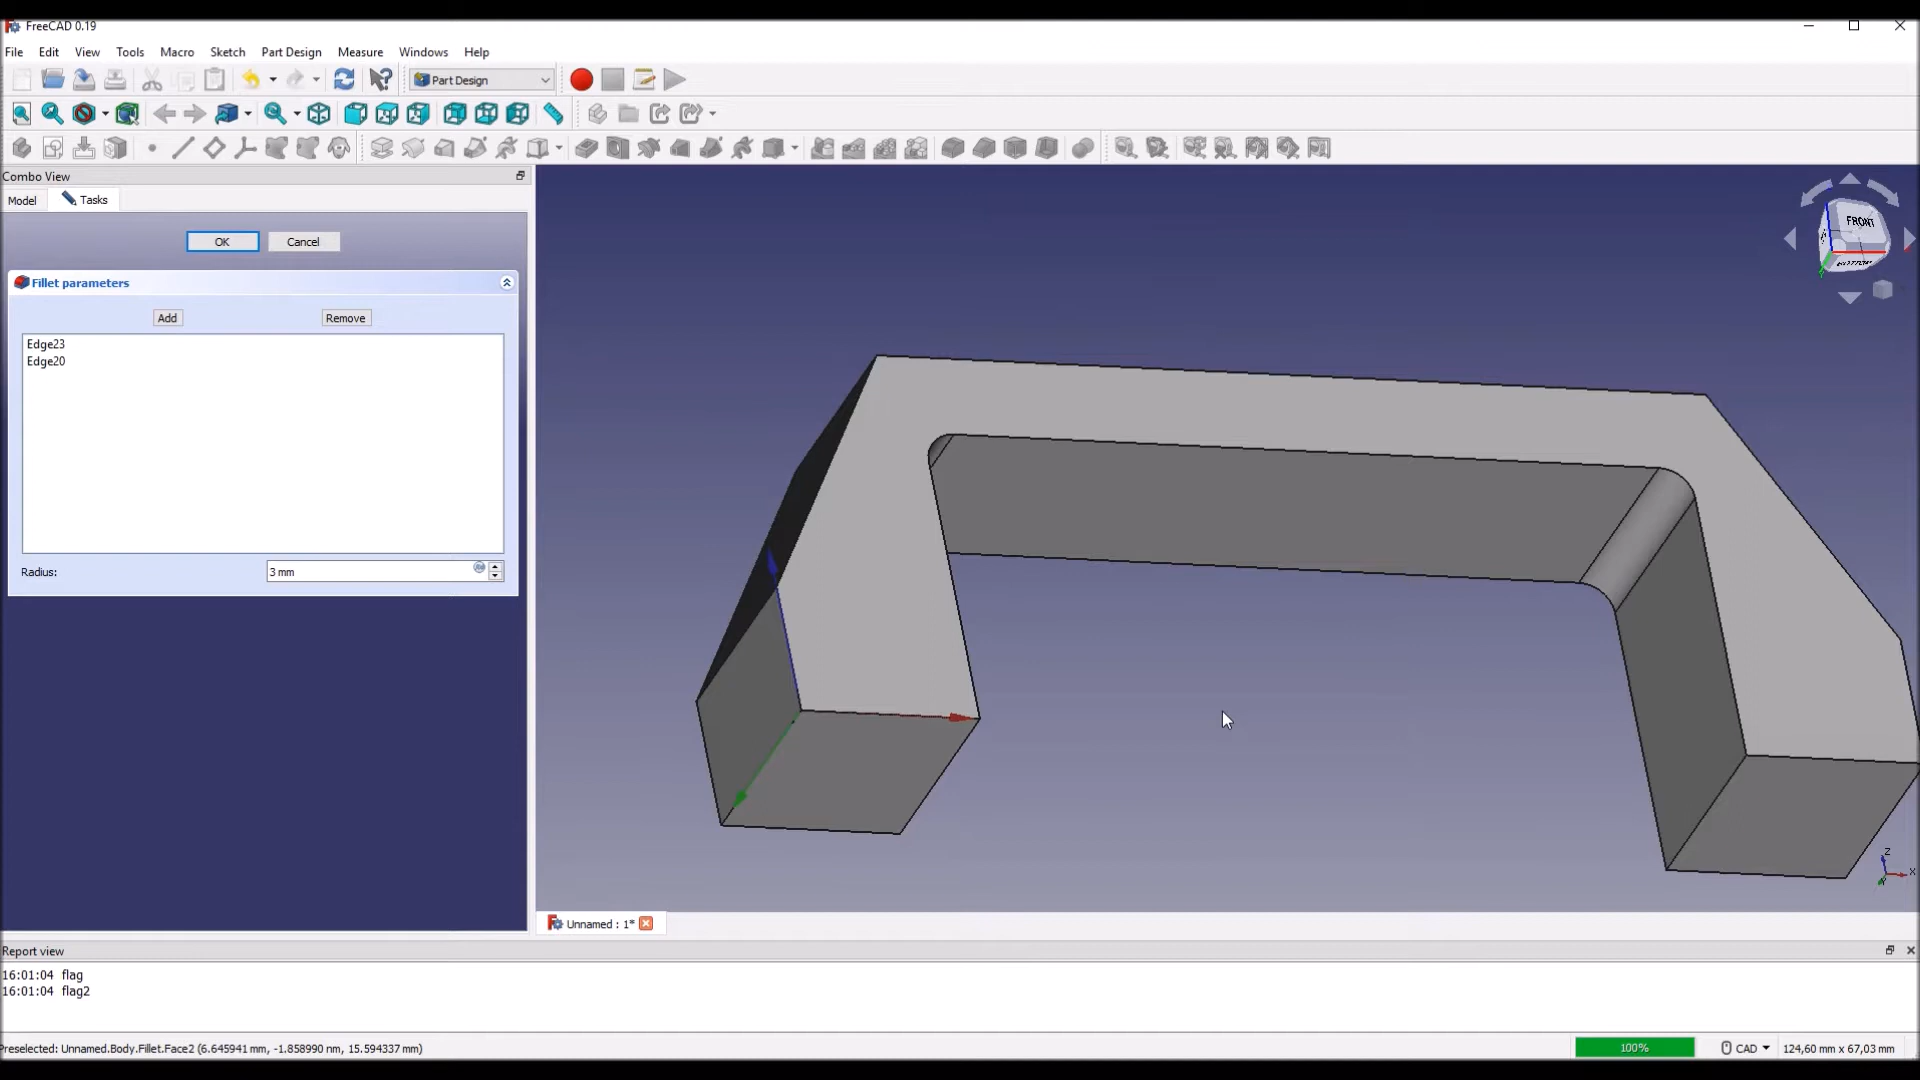 FreeCAD 0.19
File Edit View Tools Macro Sketch Part Design Measure Windows Help
Part Design
Combo View
Model Tasks
OK Cancel
Fillet parameters
Add Remove
Edge23
Edge20
Radius: 3 mm
FRONT
Z
X
Unnamed : 1*
Report view
16:01:04 flag
16:01:04 flag2
Preselected: Unnamed.Body.Fillet.Face2 (6.645941 mm, -1.858990 nm, 15.594337 mm)
100% CAD 124,60 mm x 67,03 mm